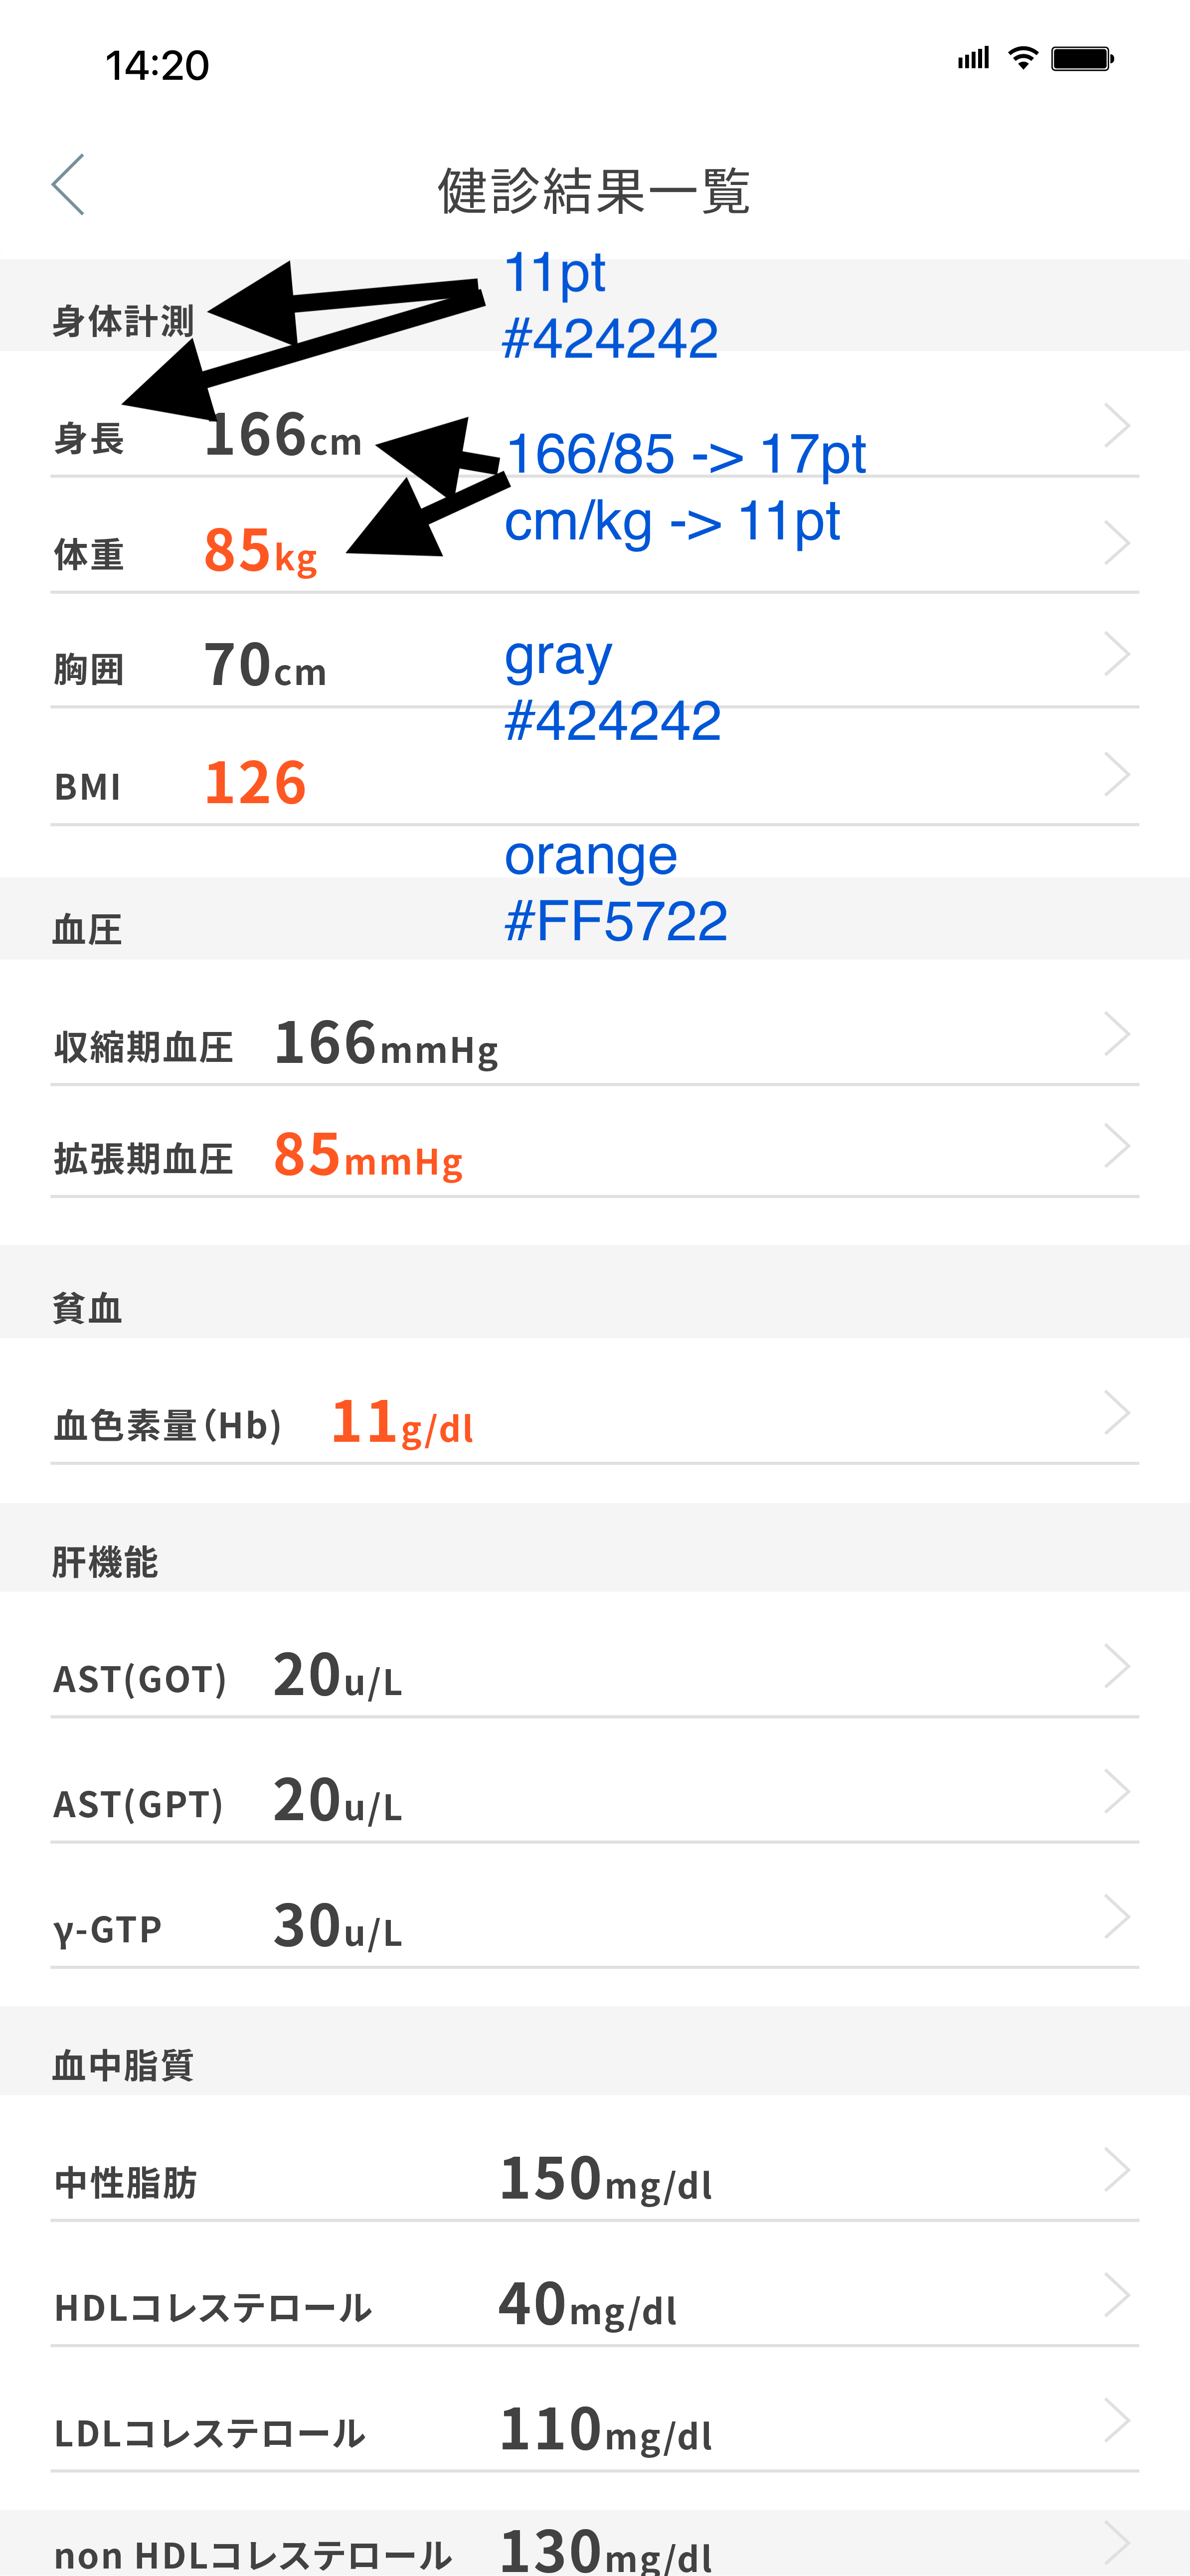 14:20
健診結果一覧
11pt
#424242
身体計測
身長 166cm
166/85 -> 17pt
cm/kg -> 11pt
体重 85kg
胸囲 70cm
gray
#424242
BMI 126
orange
#FF5722
血圧
収縮期血圧 166mmHg
拡張期血圧 85mmHg
貧血
血色素量(Hb) 11g/dl
肝機能
AST(GOT) 20u/L
AST(GPT) 20u/L
γ-GTP 30u/L
血中脂質
中性脂肪 150mg/dl
HDLコレステロール 40mg/dl
LDLコレステロール 110mg/dl
non HDLコレステロール 130mg/dl